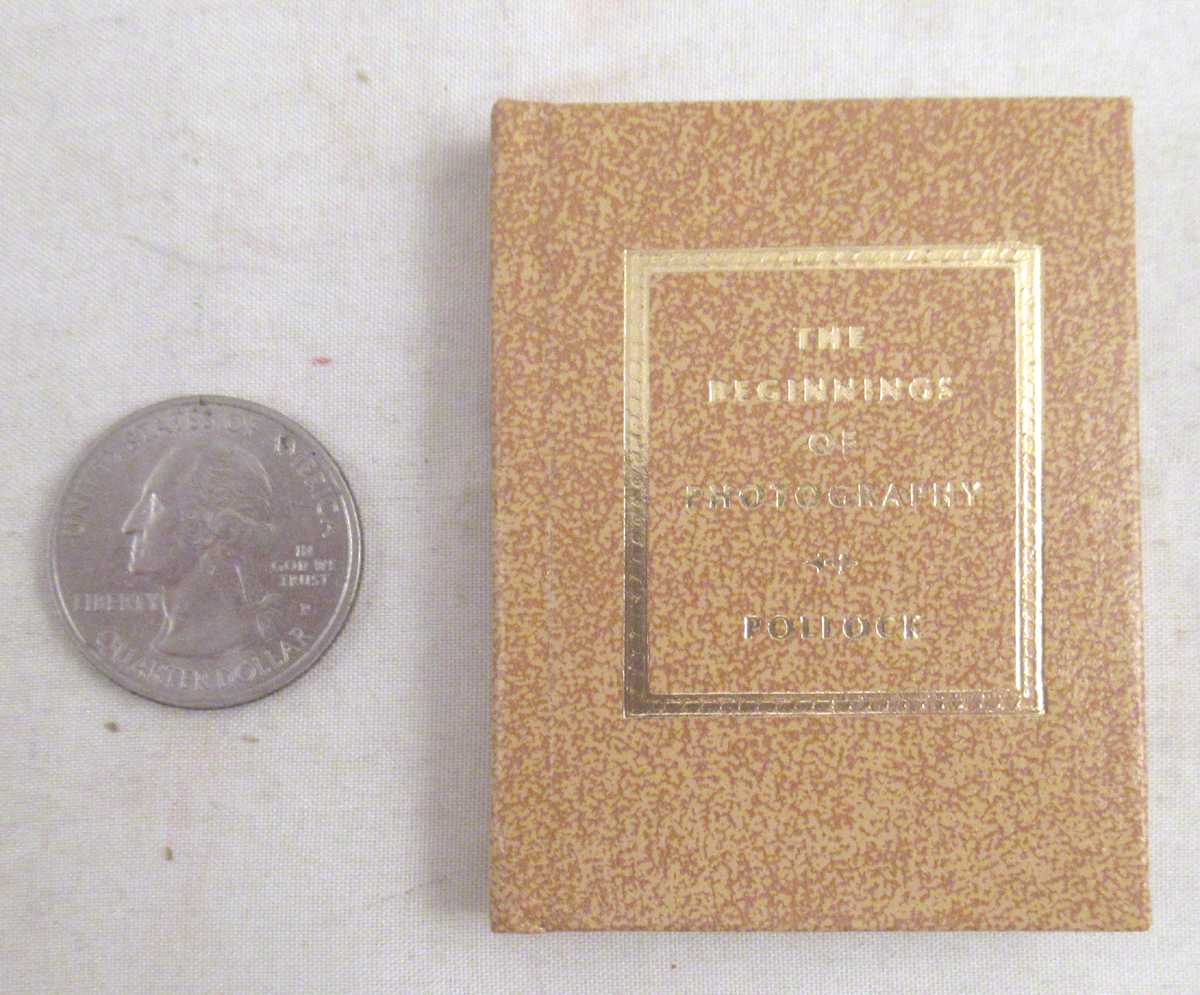 UNITED STATES OF AMERICA
IN
GOD WE
TRUST
P
LIBERTY
QUARTER DOLLAR
THE
BEGINNINGS
OF
PHOTOGRAPHY
POLLOCK